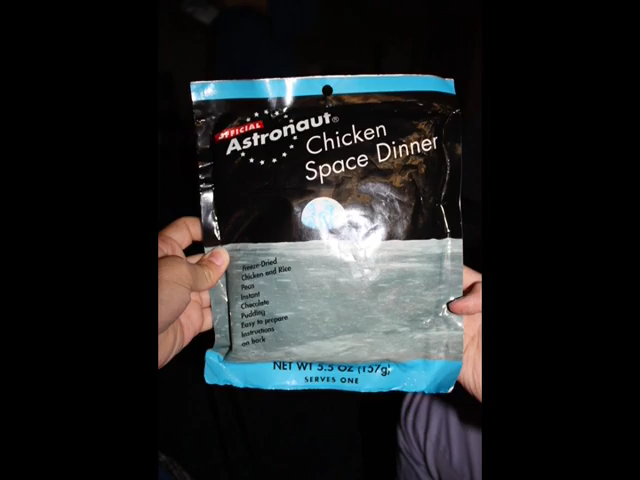 OFFICIAL
Astronaut®
Chicken
Space Dinner
Freeze-Dried
Chicken and Rice
Peas
Instant
Chocolate
Pudding
Easy to prepare
Instructions
on back
NET WT 5.5 OZ (157g)
SERVES ONE